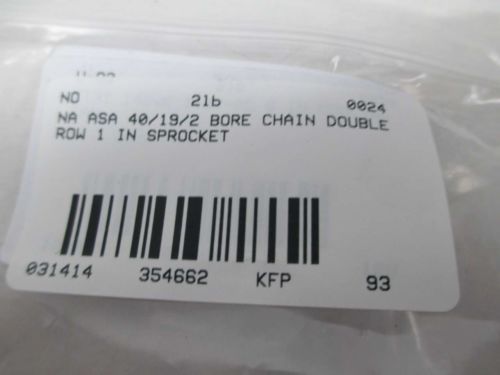 NO 21b 0024
NA ASA 40/19/2 BORE CHAIN DOUBLE
ROW 1 IN SPROCKET
031414 354662 KFP 93